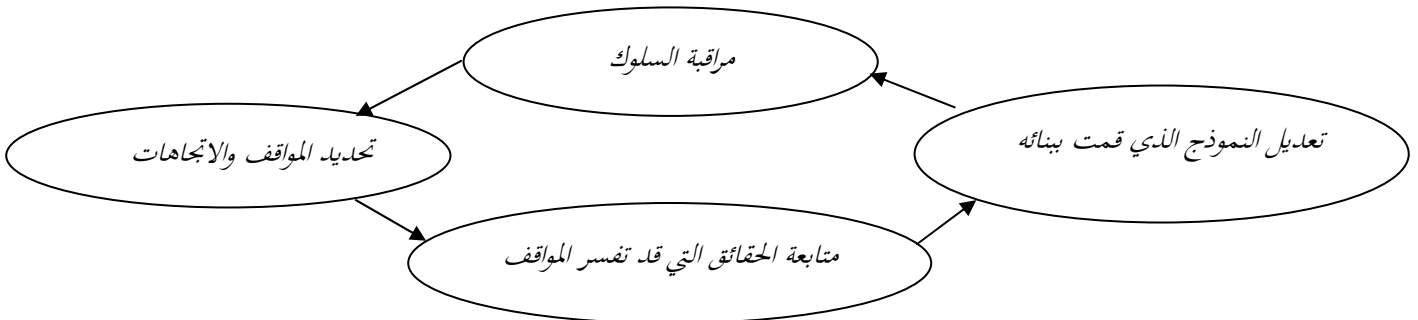 مراقبة السلوك
تعديل النموذج الذي قمت ببنائه
تحديد المواقف والاتجاهات
متابعة الحقائق التي قد تفسر المواقف